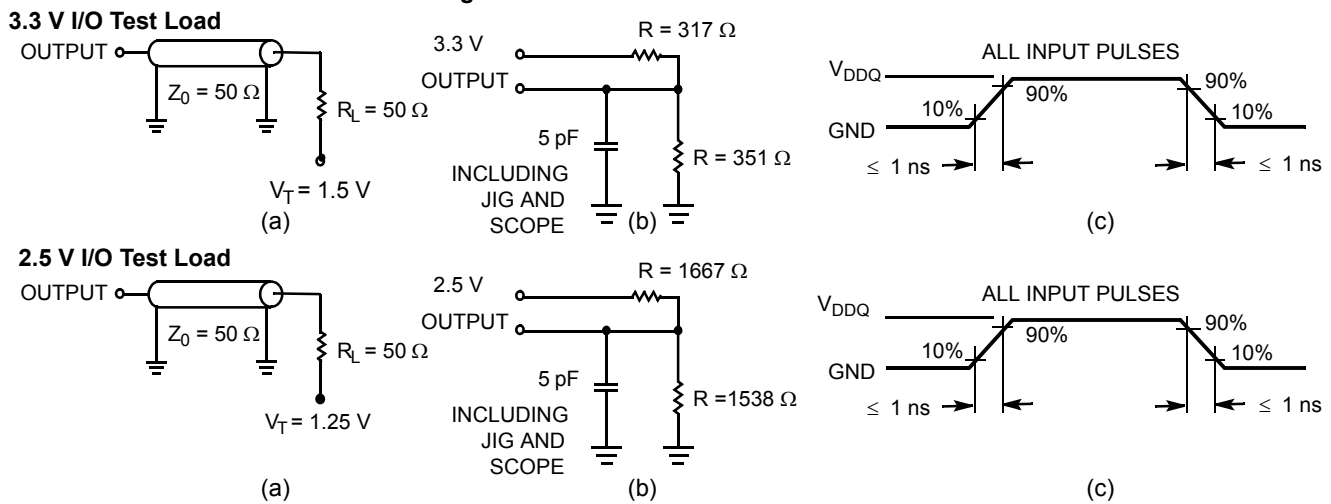 3.3 V I/O Test Load
OUTPUT
Z0 = 50 Ω
RL = 50 Ω
VT = 1.5 V
(a)
3.3 V
OUTPUT
R = 317 Ω
5 pF
INCLUDING
JIG AND
SCOPE
R = 351 Ω
(b)
ALL INPUT PULSES
VDDQ
GND
10%
90%
90%
10%
≤ 1 ns
≤ 1 ns
(c)
2.5 V I/O Test Load
OUTPUT
Z0 = 50 Ω
RL = 50 Ω
VT = 1.25 V
(a)
2.5 V
OUTPUT
R = 1667 Ω
5 pF
INCLUDING
JIG AND
SCOPE
R =1538 Ω
(b)
ALL INPUT PULSES
VDDQ
GND
10%
90%
90%
10%
≤ 1 ns
≤ 1 ns
(c)